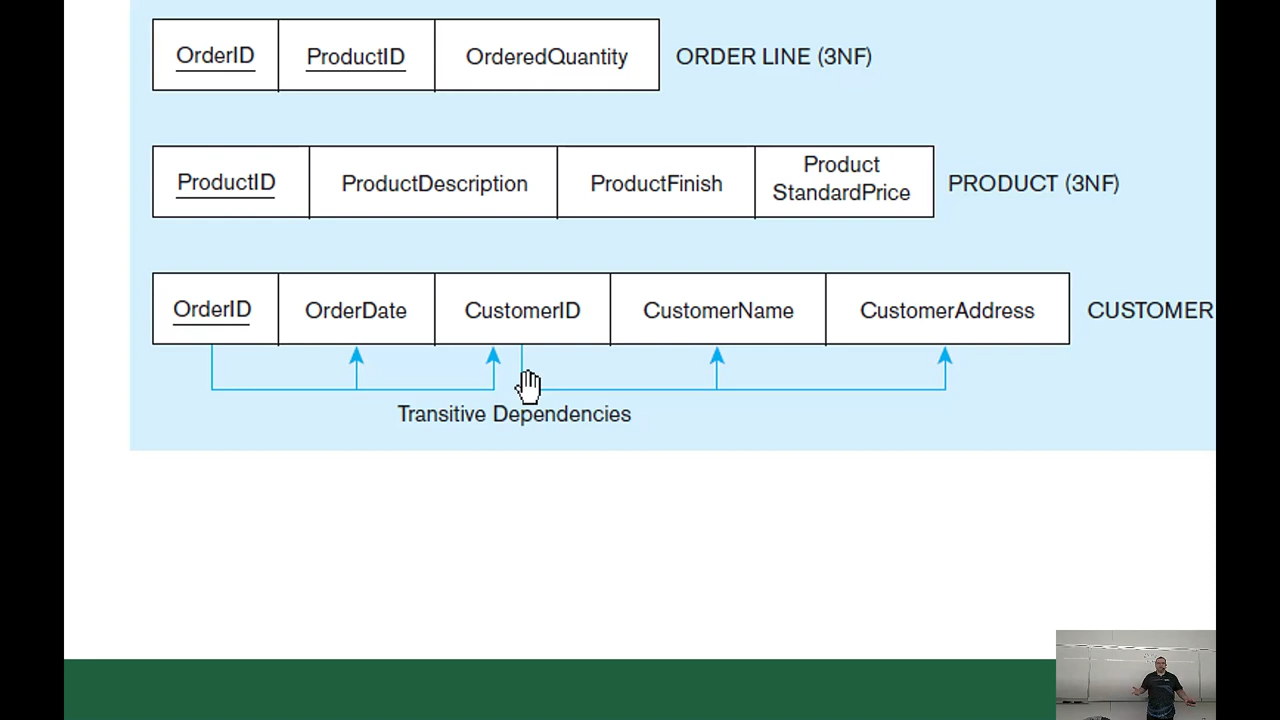 OrderID ProductID OrderedQuantity ORDER LINE (3NF)
ProductID ProductDescription ProductFinish Product StandardPrice PRODUCT (3NF)
OrderID OrderDate CustomerID CustomerName CustomerAddress CUSTOMER
Transitive Dependencies